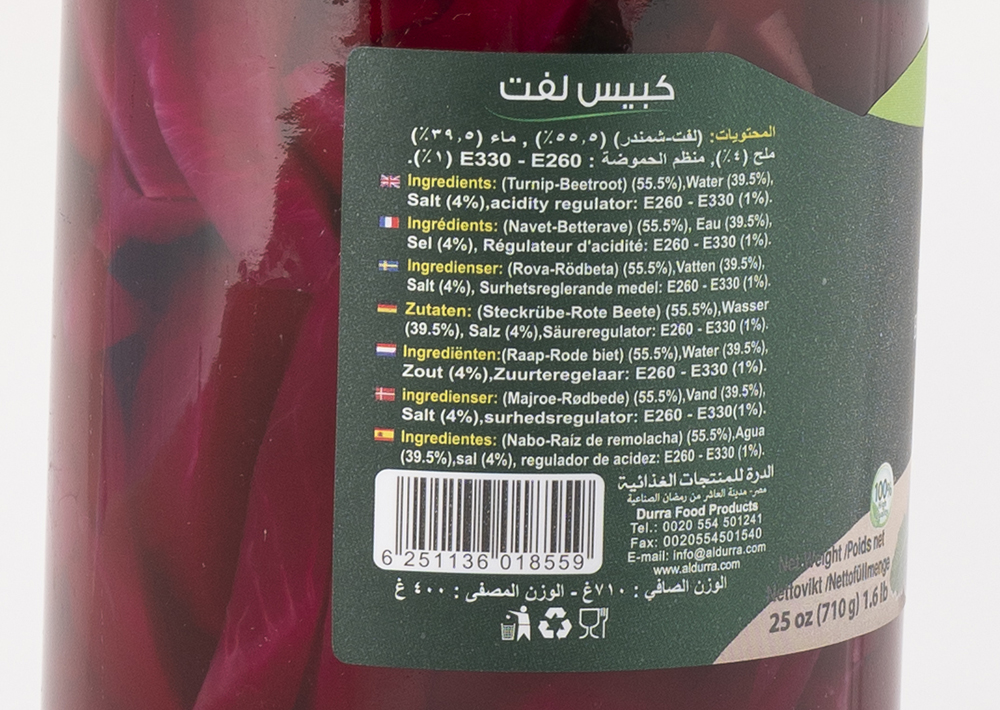 كبيس لفت
المحتويات: (لفت-شمندر) (٥٥,٥٪) , ماء (٣٩,٥٪)
ملح (٤٪), منظم الحموضة : E330 - E260 (١٪).
Ingredients: (Turnip-Beetroot) (55.5%),Water (39.5%),
Salt (4%),acidity regulator: E260 - E330 (1%).
Ingrédients: (Navet-Betterave) (55.5%), Eau (39.5%),
Sel (4%), Régulateur d'acidité: E260 - E330 (1%).
Ingredienser: (Rova-Rödbeta) (55.5%),Vatten (39.5%),
Salt (4%), Surhetsreglerande medel: E260 - E330 (1%).
Zutaten: (Steckrübe-Rote Beete) (55.5%),Wasser
(39.5%), Salz (4%),Säureregulator: E260 - E330 (1%).
Ingrediënten:(Raap-Rode biet) (55.5%),Water (39.5%),
Zout (4%),Zuurteregelaar: E260 - E330 (1%).
ingredienser: (Majroe-Rødbede) (55.5%),Vand (39.5%),
Salt (4%),surhedsregulator: E260 - E330(1%).
Ingredientes: (Nabo-Raíz de remolacha) (55.5%),Agua
(39.5%),sal (4%), regulador de acidez: E260 - E330 (1%).
الدرة للمنتجات الغذائية
مصر- مدينة العاشر من رمضان الصناعية
Durra Food Products
Tel.: 0020 554 501241
Fax: 0020554501540
E-mail: info@aldurra.com
www.aldurra.com
6 251136 018559
الوزن الصافي : ٧١٠غ - الوزن المصفى : ٤٠٠ غ
100%
Net Weight /Poids net
Nettovikt /Nettofüllmenge
25 oz (710 g) 1.6 lb